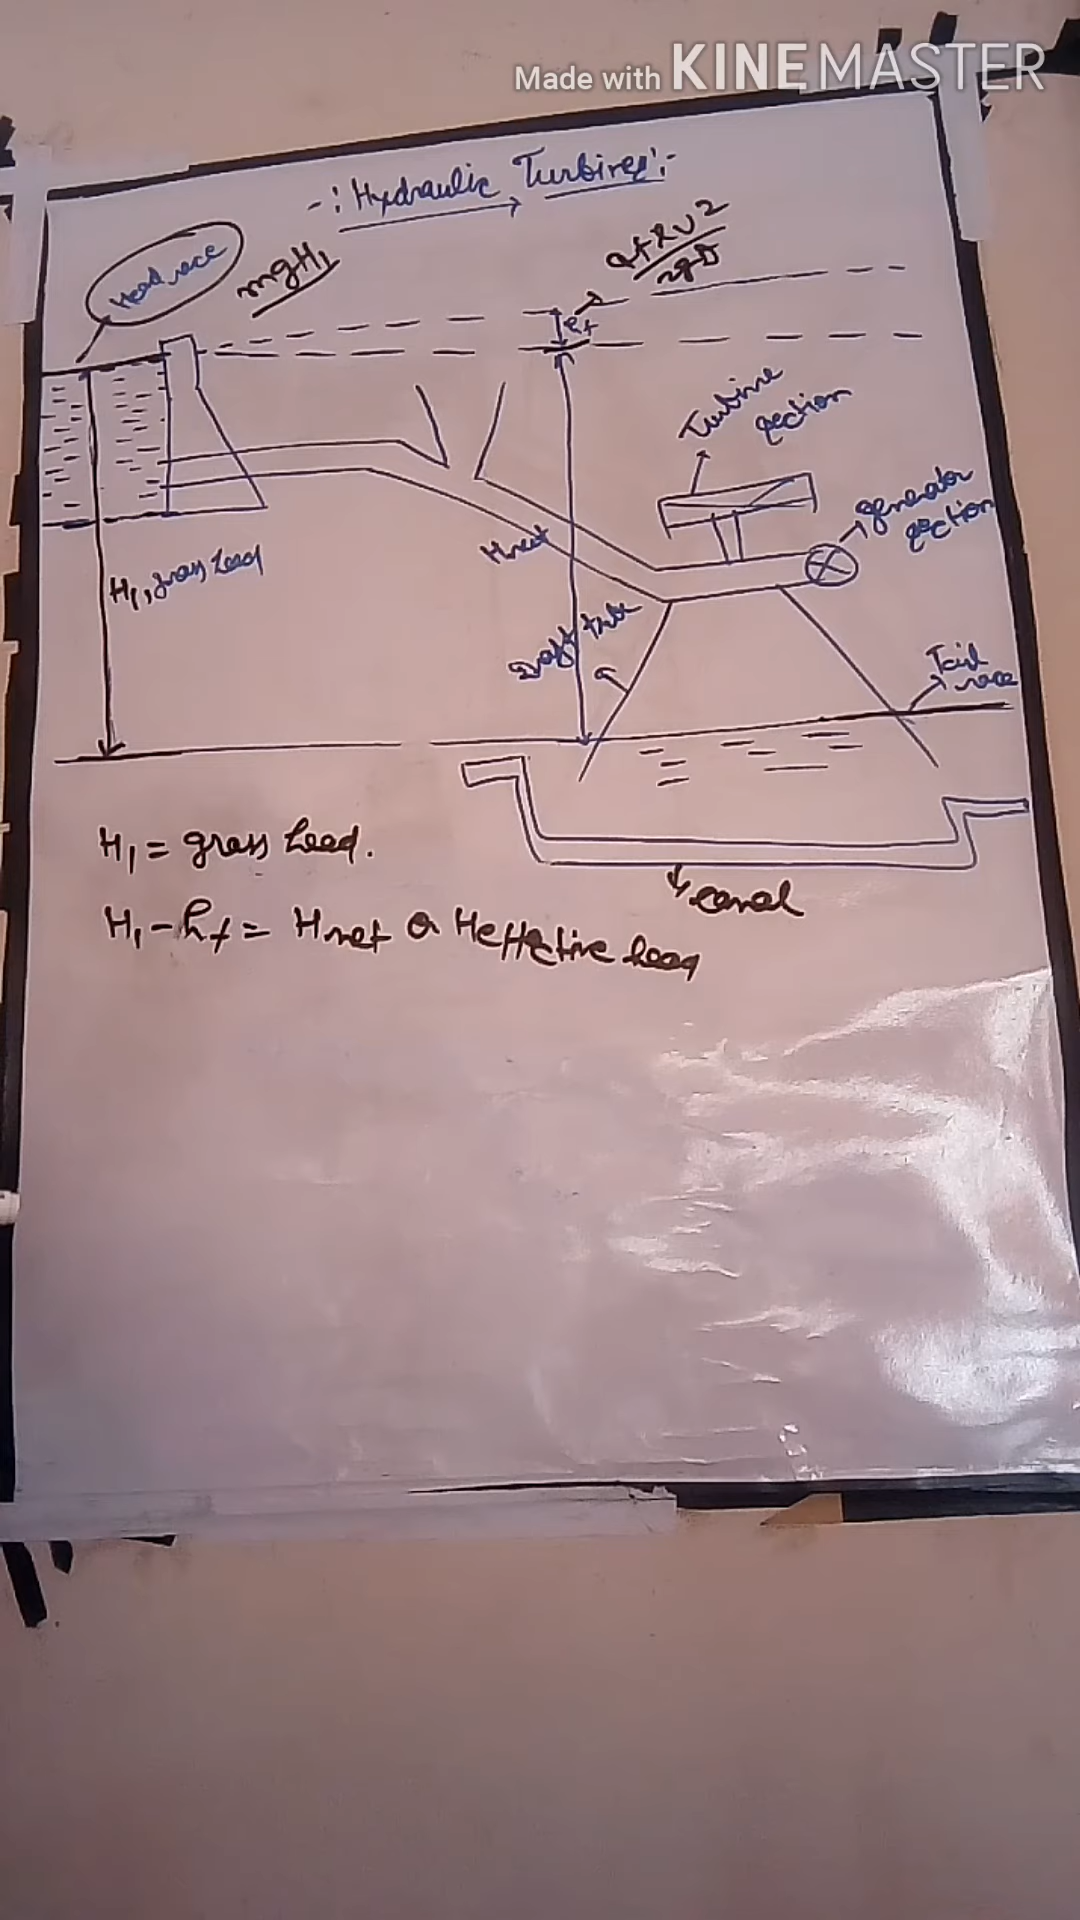 Made with KINEMASTER
-: Hydraulic Turbines :-
Head race
mgH₁
4flv²/2gD
hf
Turbine section
generator section
H₁, gross head
Hnet
Draft tube
Tail race
canal
H₁ = gross head.
H₁ - hf = Hnet or Heffective head